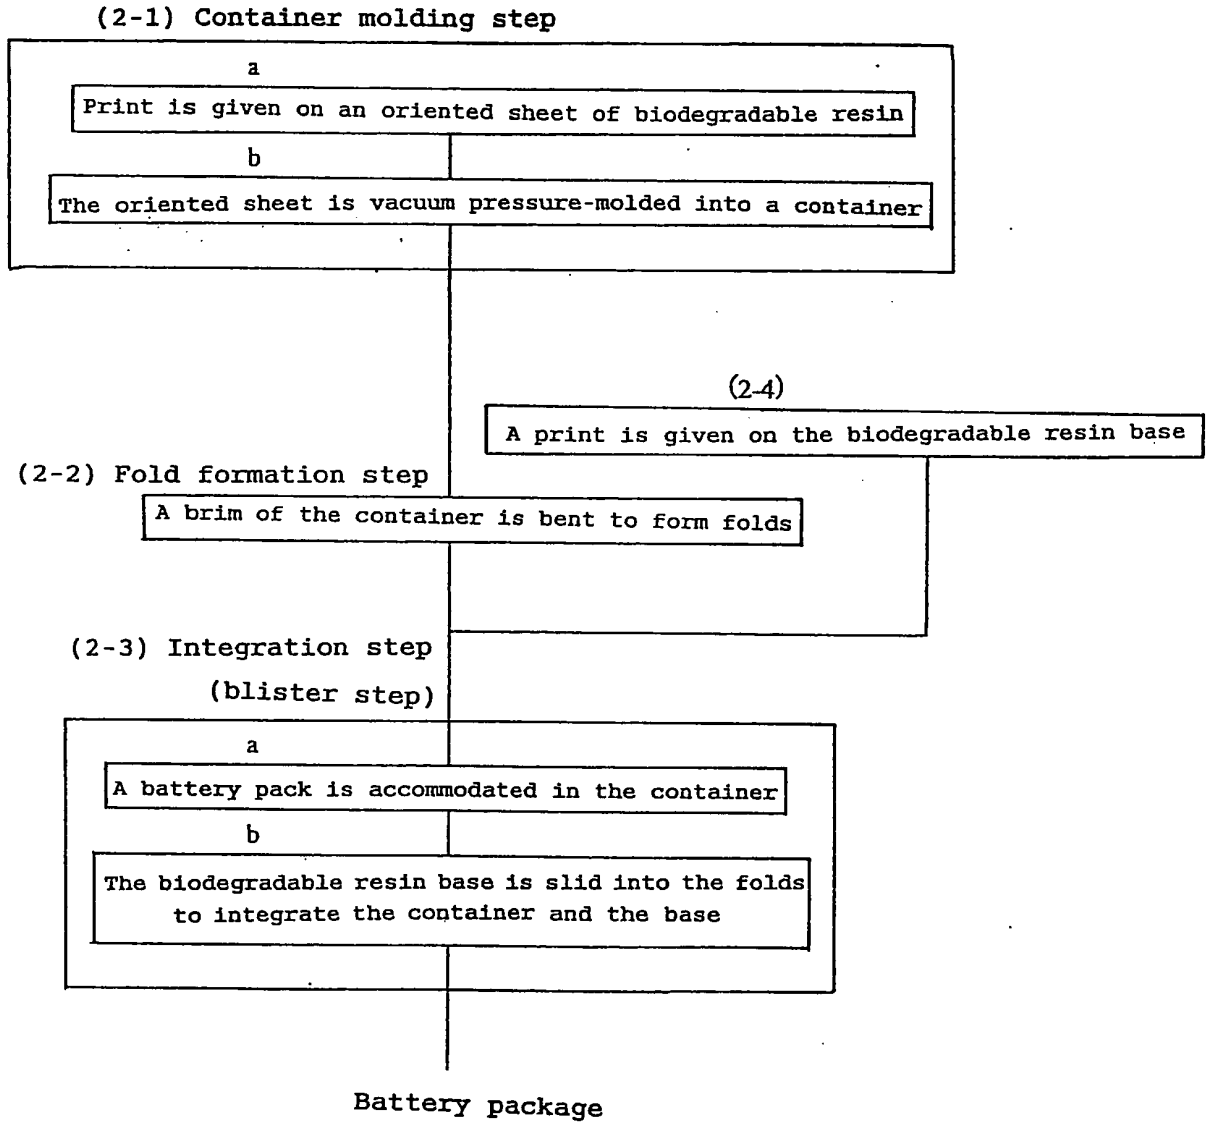 (2-1) Container molding step
a
Print is given on an oriented sheet of biodegradable resin
b
The oriented sheet is vacuum pressure-molded into a container
(2-4)
A print is given on the biodegradable resin base
(2-2) Fold formation step
A brim of the container is bent to form folds
(2-3) Integration step
(blister step)
a
A battery pack is accommodated in the container
b
The biodegradable resin base is slid into the folds
to integrate the container and the base
Battery package